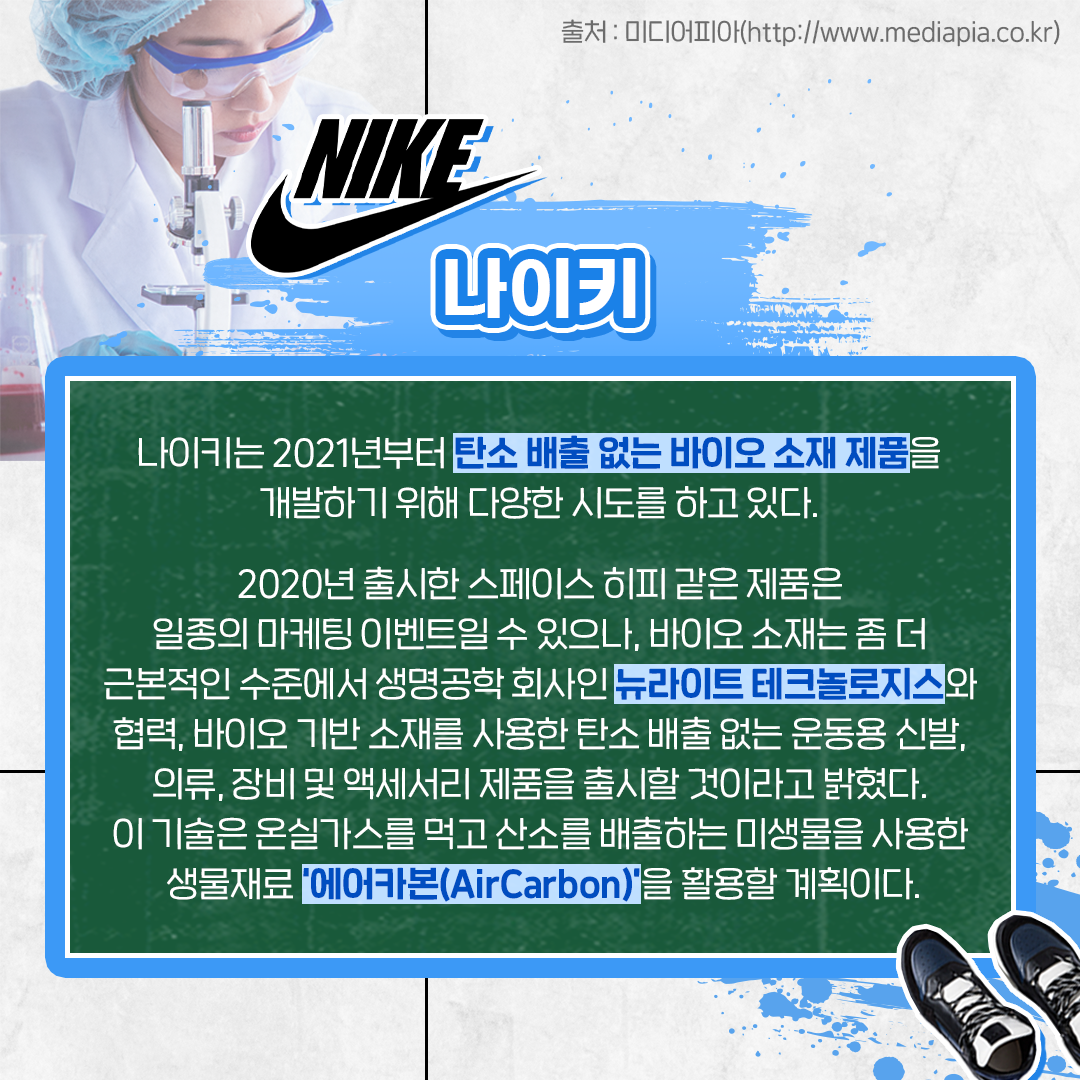 출처 : 미디어피아(http://www.mediapia.co.kr)
NIKE
나이키
나이키는 2021년부터 탄소 배출 없는 바이오 소재 제품을
개발하기 위해 다양한 시도를 하고 있다.
2020년 출시한 스페이스 히피 같은 제품은
일종의 마케팅 이벤트일 수 있으나, 바이오 소재는 좀 더
근본적인 수준에서 생명공학 회사인 뉴라이트 테크놀로지스와
협력, 바이오 기반 소재를 사용한 탄소 배출 없는 운동용 신발,
의류, 장비 및 액세서리 제품을 출시할 것이라고 밝혔다.
이 기술은 온실가스를 먹고 산소를 배출하는 미생물을 사용한
생물재료 '에어카본(AirCarbon)'을 활용할 계획이다.